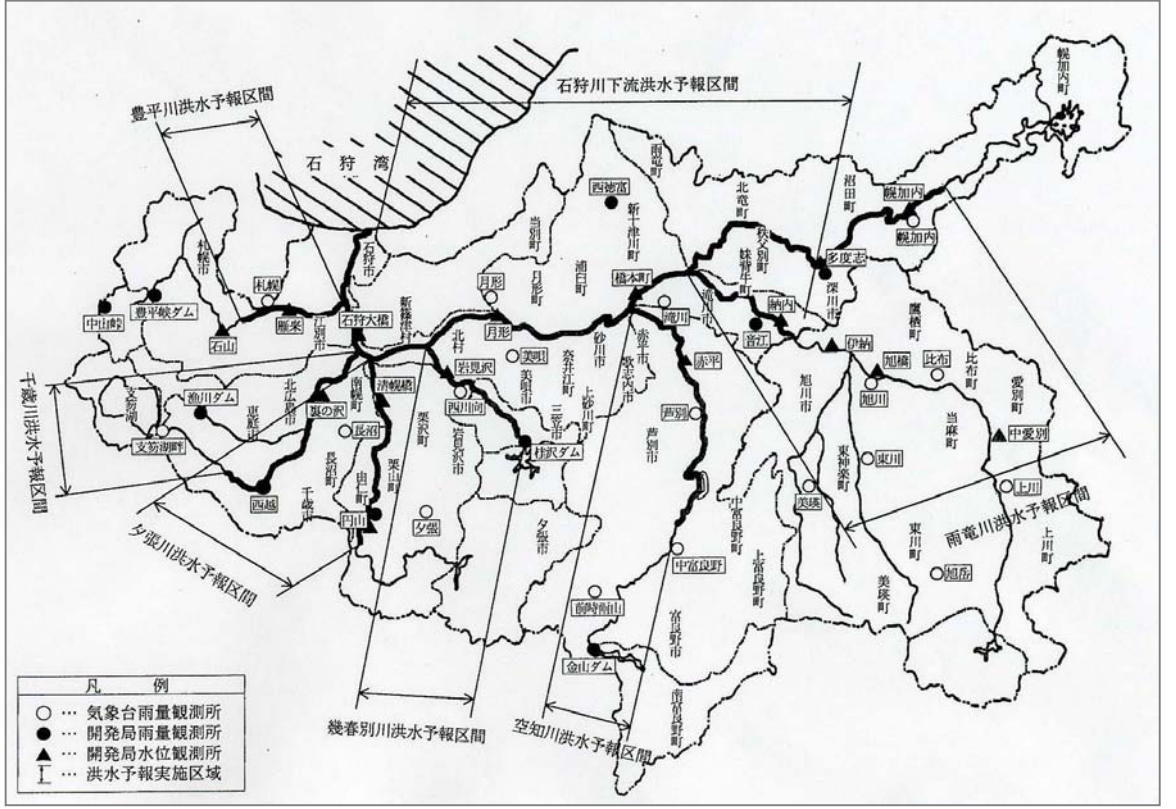 石狩川下流洪水予報区間
幌加内町
豊平川洪水予報区間
石狩湾
雨竜町
西徳富
北竜町
沼田町
幌加内
幌加内
新十津川町
当別町
石狩市
札幌市
秩父別町
妹背牛町
多度志
浦臼町
月形町
橋本町
深川市
札幌
月形
豊平峡ダム
中山峠
雁来
石狩大橋
新篠津村
滝川
滝川市
納内
鷹栖町
石山
江別市
月形
音江
伊納
北村
砂川市
赤平市
赤平
旭橋
比布
比布町
美唄
奈井江町
歌志内市
岩見沢
旭川
愛別町
千歳川洪水予報区間
支笏湖
漁川ダム
北広島市
裏の沢
南幌町
清幌橋
西川向
美唄市
上砂川町
芦別
旭川市
当麻町
恵庭市
栗沢町
三笠市
中愛別
支笏湖畔
長沼
岩見沢市
桂沢ダム
芦別市
東神楽町
東川
長沼町
栗山町
由仁町
西越
千歳市
美瑛
上川
円山
夕張
夕張市
中富良野町
雨竜川洪水予報区間
夕張川洪水予報区間
上富良野町
東川町
上川町
中富良野
旭岳
美瑛町
富良野市
金山ダム
南富良野町
幾春別川洪水予報区間
空知川洪水予報区間
凡例
○ … 気象台雨量観測所
● … 開発局雨量観測所
▲ … 開発局水位観測所
… 洪水予報実施区域